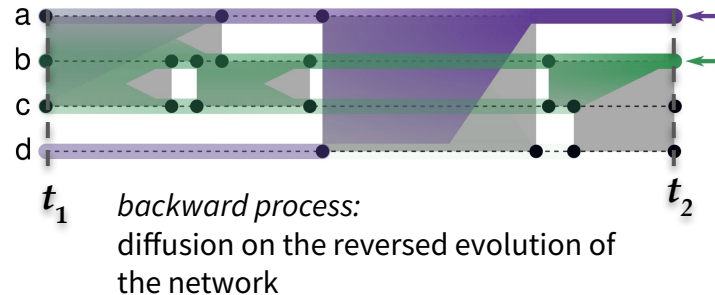 a
b
c
d
t1
t2
backward process:
diffusion on the reversed evolution of
the network